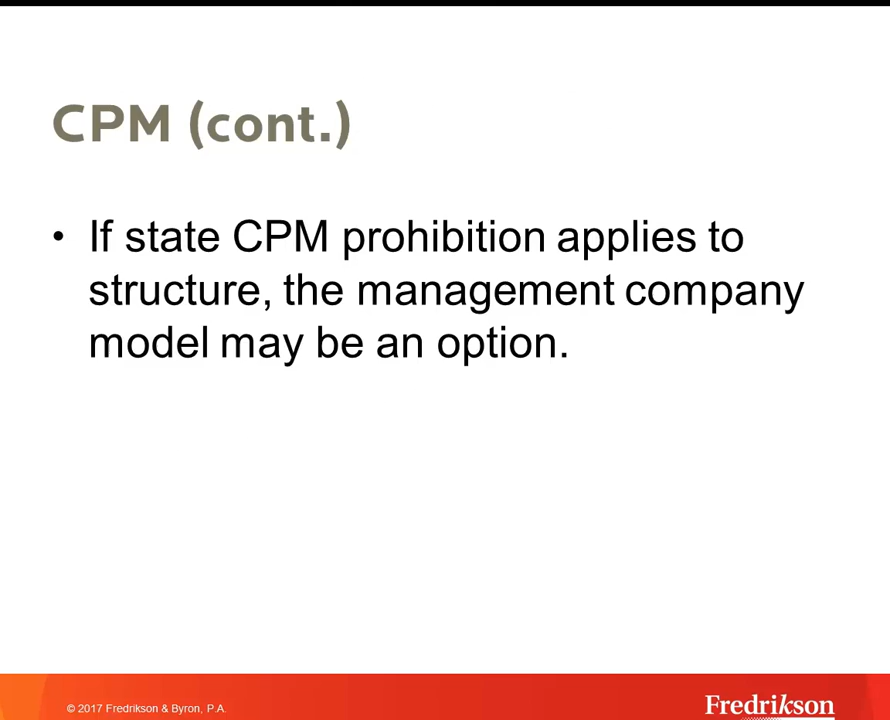 CPM (cont.)
• If state CPM prohibition applies to
structure, the management company
model may be an option.
© 2017 Fredrikson & Byron, P.A.
Fredrikson